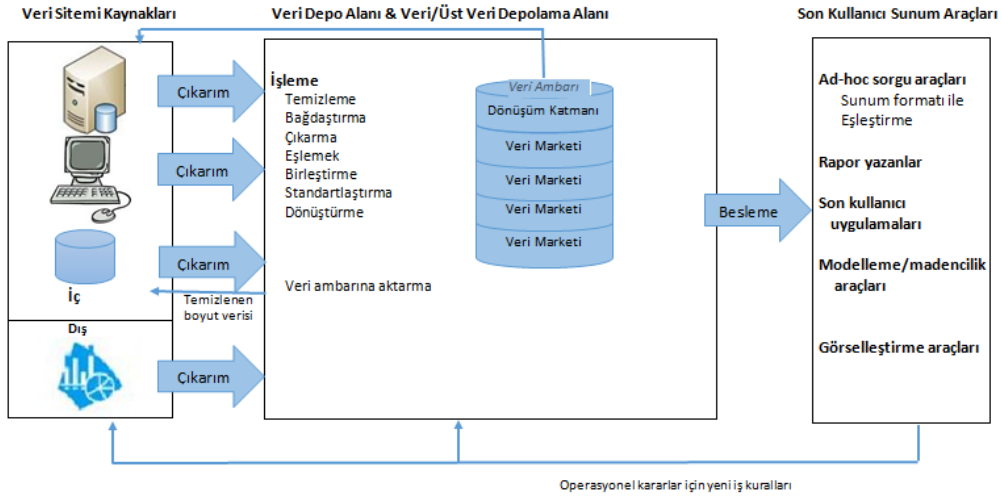 Veri Sitemi Kaynakları
Veri Depo Alanı & Veri/Üst Veri Depolama Alanı
Son Kullanıcı Sunum Araçları
Çıkarım
Çıkarım
Çıkarım
Çıkarım
İç
Dış
Temizlenen
boyut verisi
İşleme
Temizleme
Bağdaştırma
Çıkarma
Eşlemek
Birleştirme
Standartlaştırma
Dönüştürme
Veri ambarına aktarma
Veri Ambarı
Dönüşüm Katmanı
Veri Marketi
Veri Marketi
Veri Marketi
Veri Marketi
Besleme
Ad-hoc sorgu araçları
Sunum formatı ile
Eşleştirme
Rapor yazanlar
Son kullanıcı
uygulamaları
Modelleme/madencilik
araçları
Görselleştirme araçları
Operasyonel kararlar için yeni iş kuralları